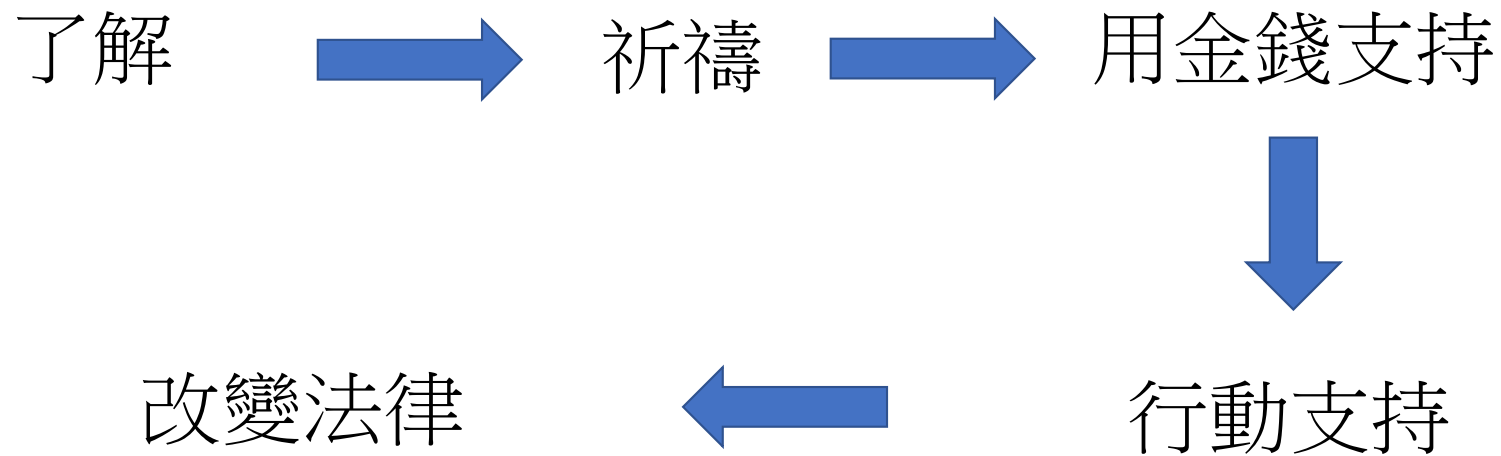 了解
祈禱
用金錢支持
行動支持
改變法律